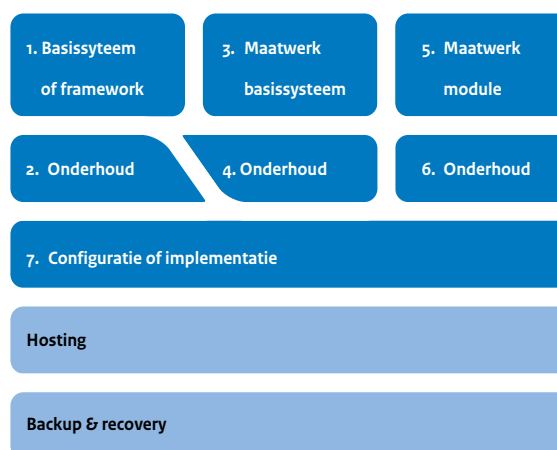 1. Basissyteem
of framework
3. Maatwerk
basissysteem
5. Maatwerk
module
2. Onderhoud
4. Onderhoud
6. Onderhoud
7. Configuratie of implementatie
Hosting
Backup & recovery